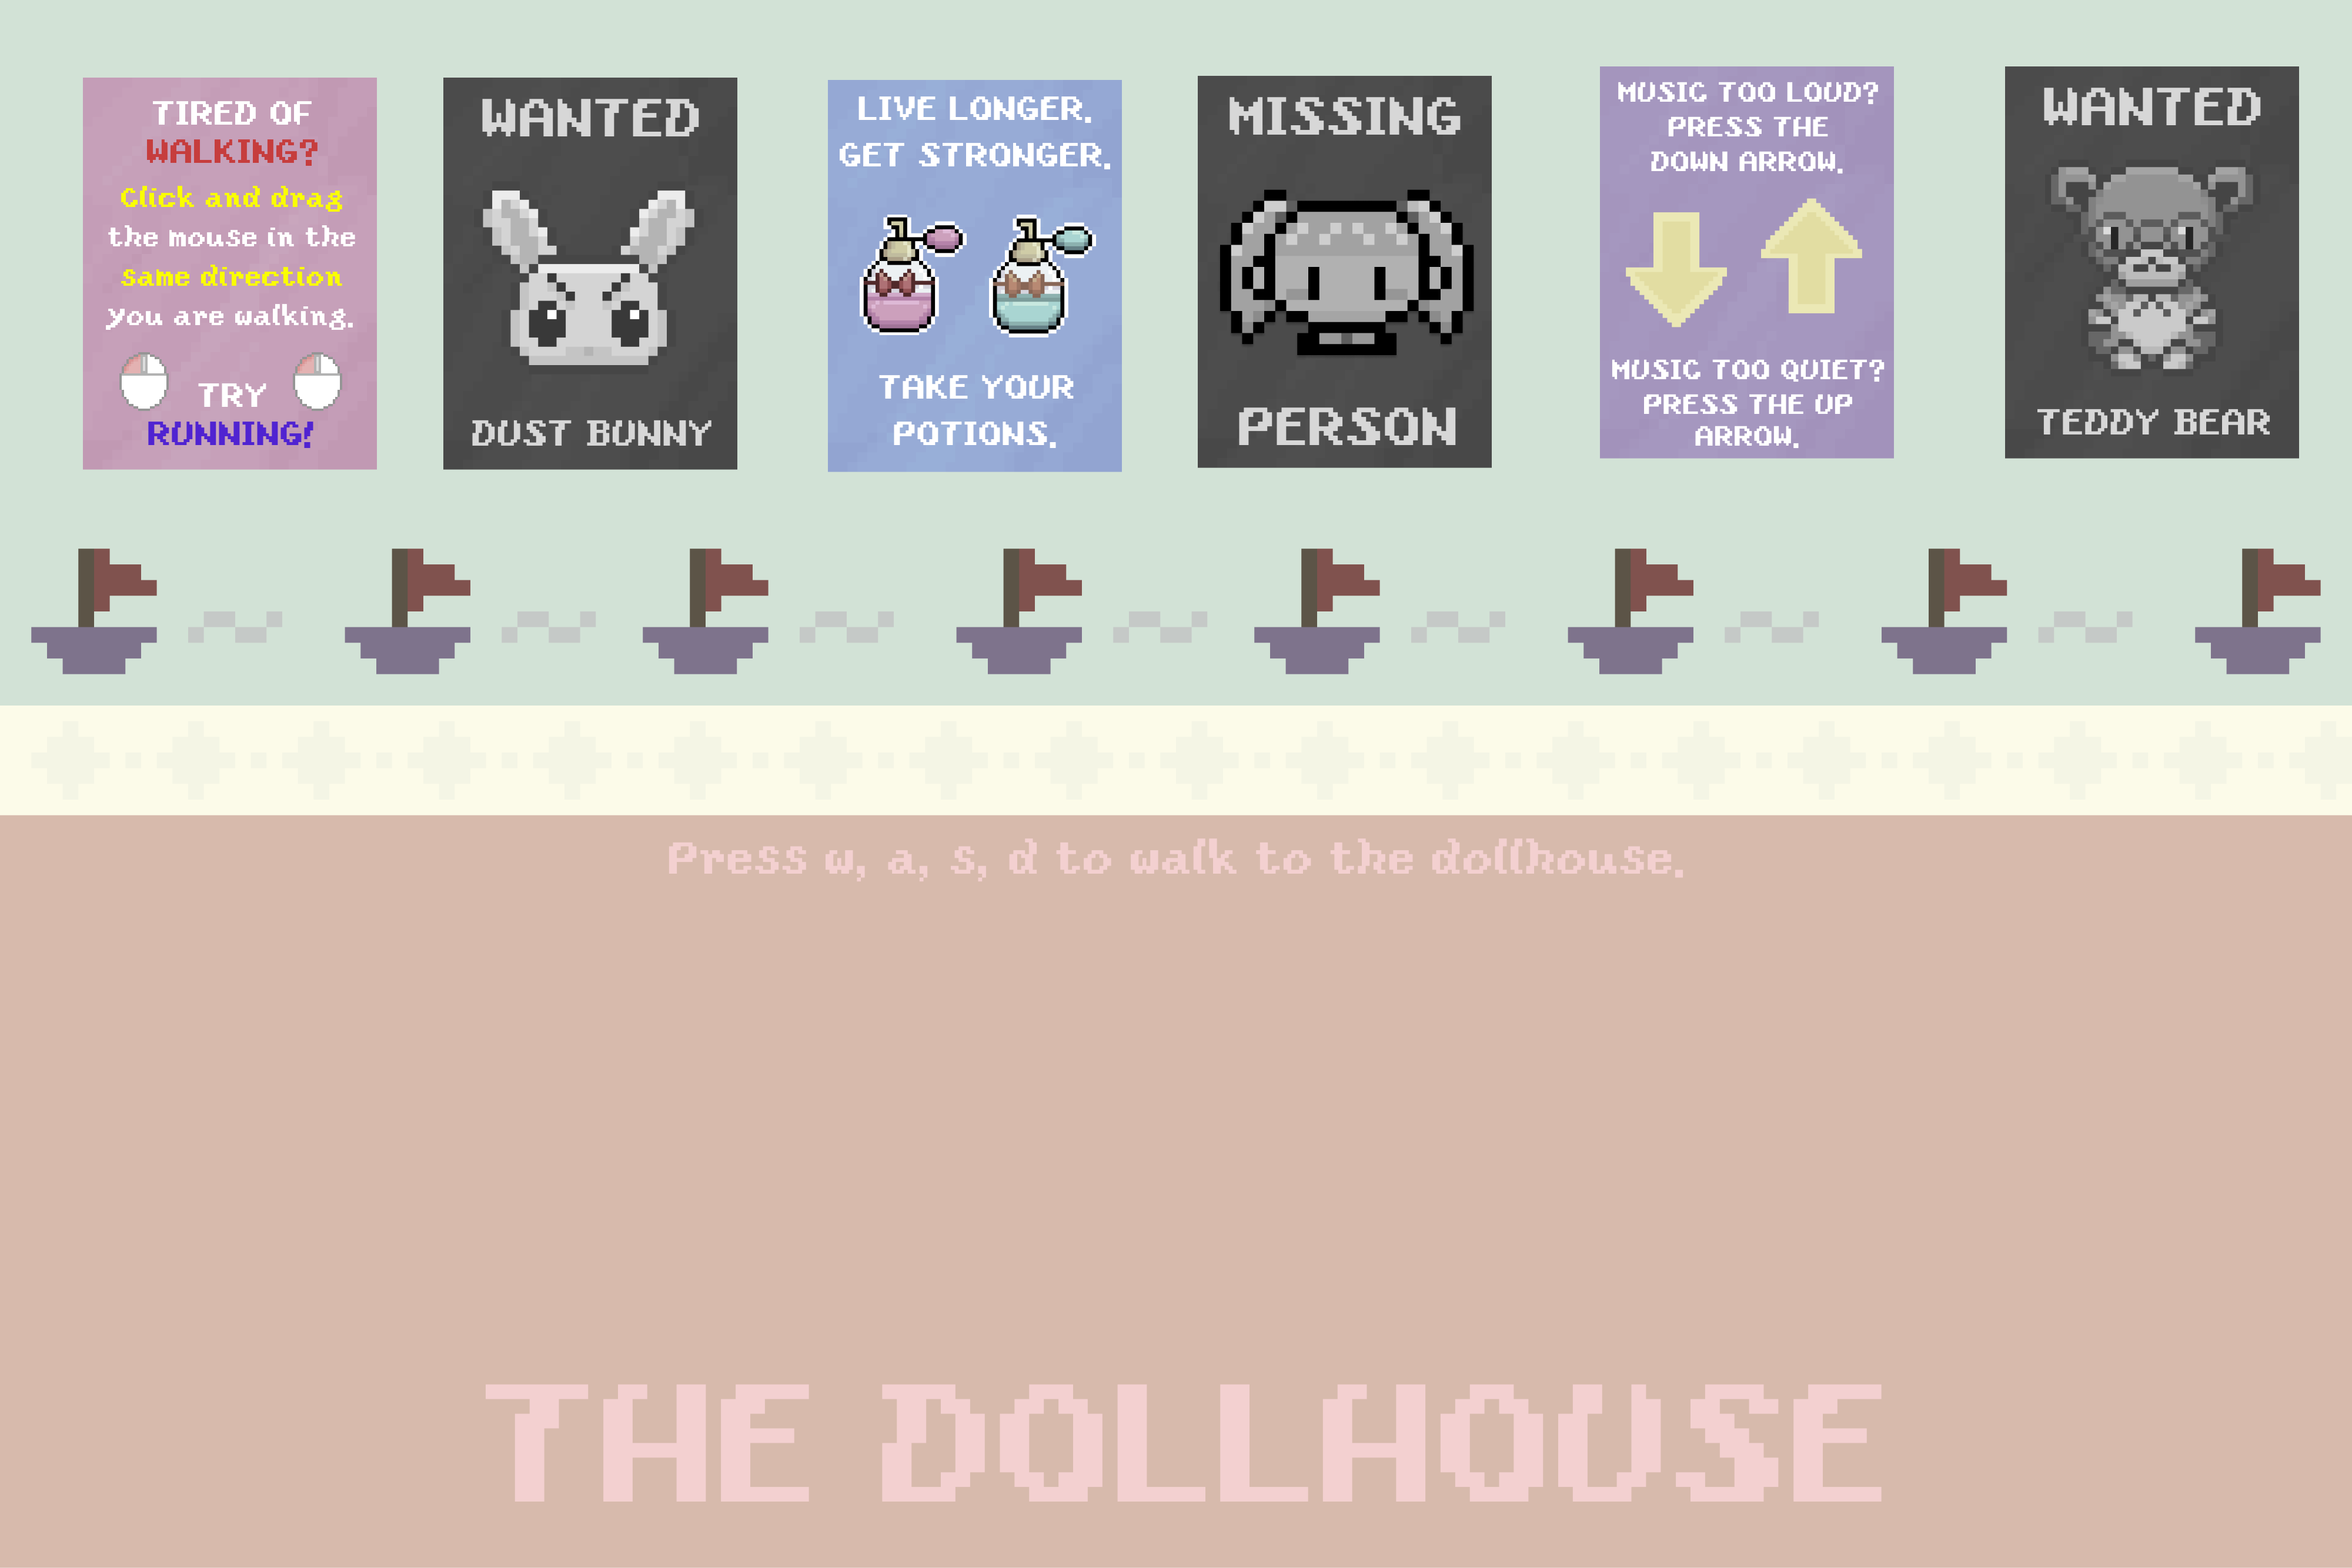 TIRED OF
WALKING?
Click and drag
the mouse in the
same direction
you are walking.
TRY
RUNNING!
WANTED
DUST BUNNY
LIVE LONGER.
GET STRONGER.
TAKE YOUR
POTIONS.
MISSING
PERSON
MUSIC TOO LOUD?
PRESS THE
DOWN ARROW.
MUSIC TOO QUIET?
PRESS THE UP
ARROW.
WANTED
TEDDY BEAR
Press w, a, s, d to walk to the dollhouse.
THE DOLLHOUSE